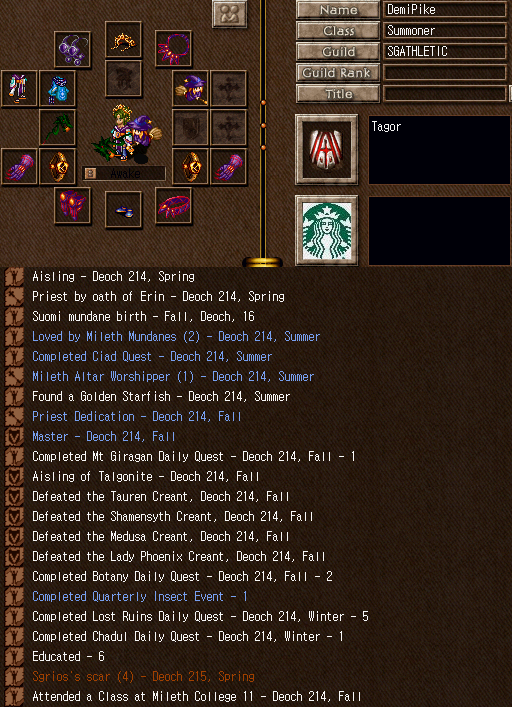 Name DemiPike
Class Summoner
Guild SGATHLETIC
Guild Rank
Title
Tagor
Awake
Aisling - Deoch 214, Spring
Priest by oath of Erin - Deoch 214, Spring
Suomi mundane birth - Fall, Deoch, 16
Loved by Mileth Mundanes (2) - Deoch 214, Summer
Completed Ciad Quest - Deoch 214, Summer
Mileth Altar Worshipper (1) - Deoch 214, Summer
Found a Golden Starfish - Deoch 214, Summer
Priest Dedication - Deoch 214, Fall
Master - Deoch 214, Fall
Completed Mt Giragan Daily Quest - Deoch 214, Fall - 1
Aisling of Talgonite - Deoch 214, Fall
Defeated the Tauren Creant, Deoch 214, Fall
Defeated the Shamensyth Creant, Deoch 214, Fall
Defeated the Medusa Creant, Deoch 214, Fall
Defeated the Lady Phoenix Creant, Deoch 214, Fall
Completed Botany Daily Quest - Deoch 214, Fall - 2
Completed Quarterly Insect Event - 1
Completed Lost Ruins Daily Quest - Deoch 214, Winter - 5
Completed Chadul Daily Quest - Deoch 214, Winter - 1
Educated - 6
Sgrios's scar (4) - Deoch 215, Spring
Attended a Class at Mileth College 11 - Deoch 214, Fall